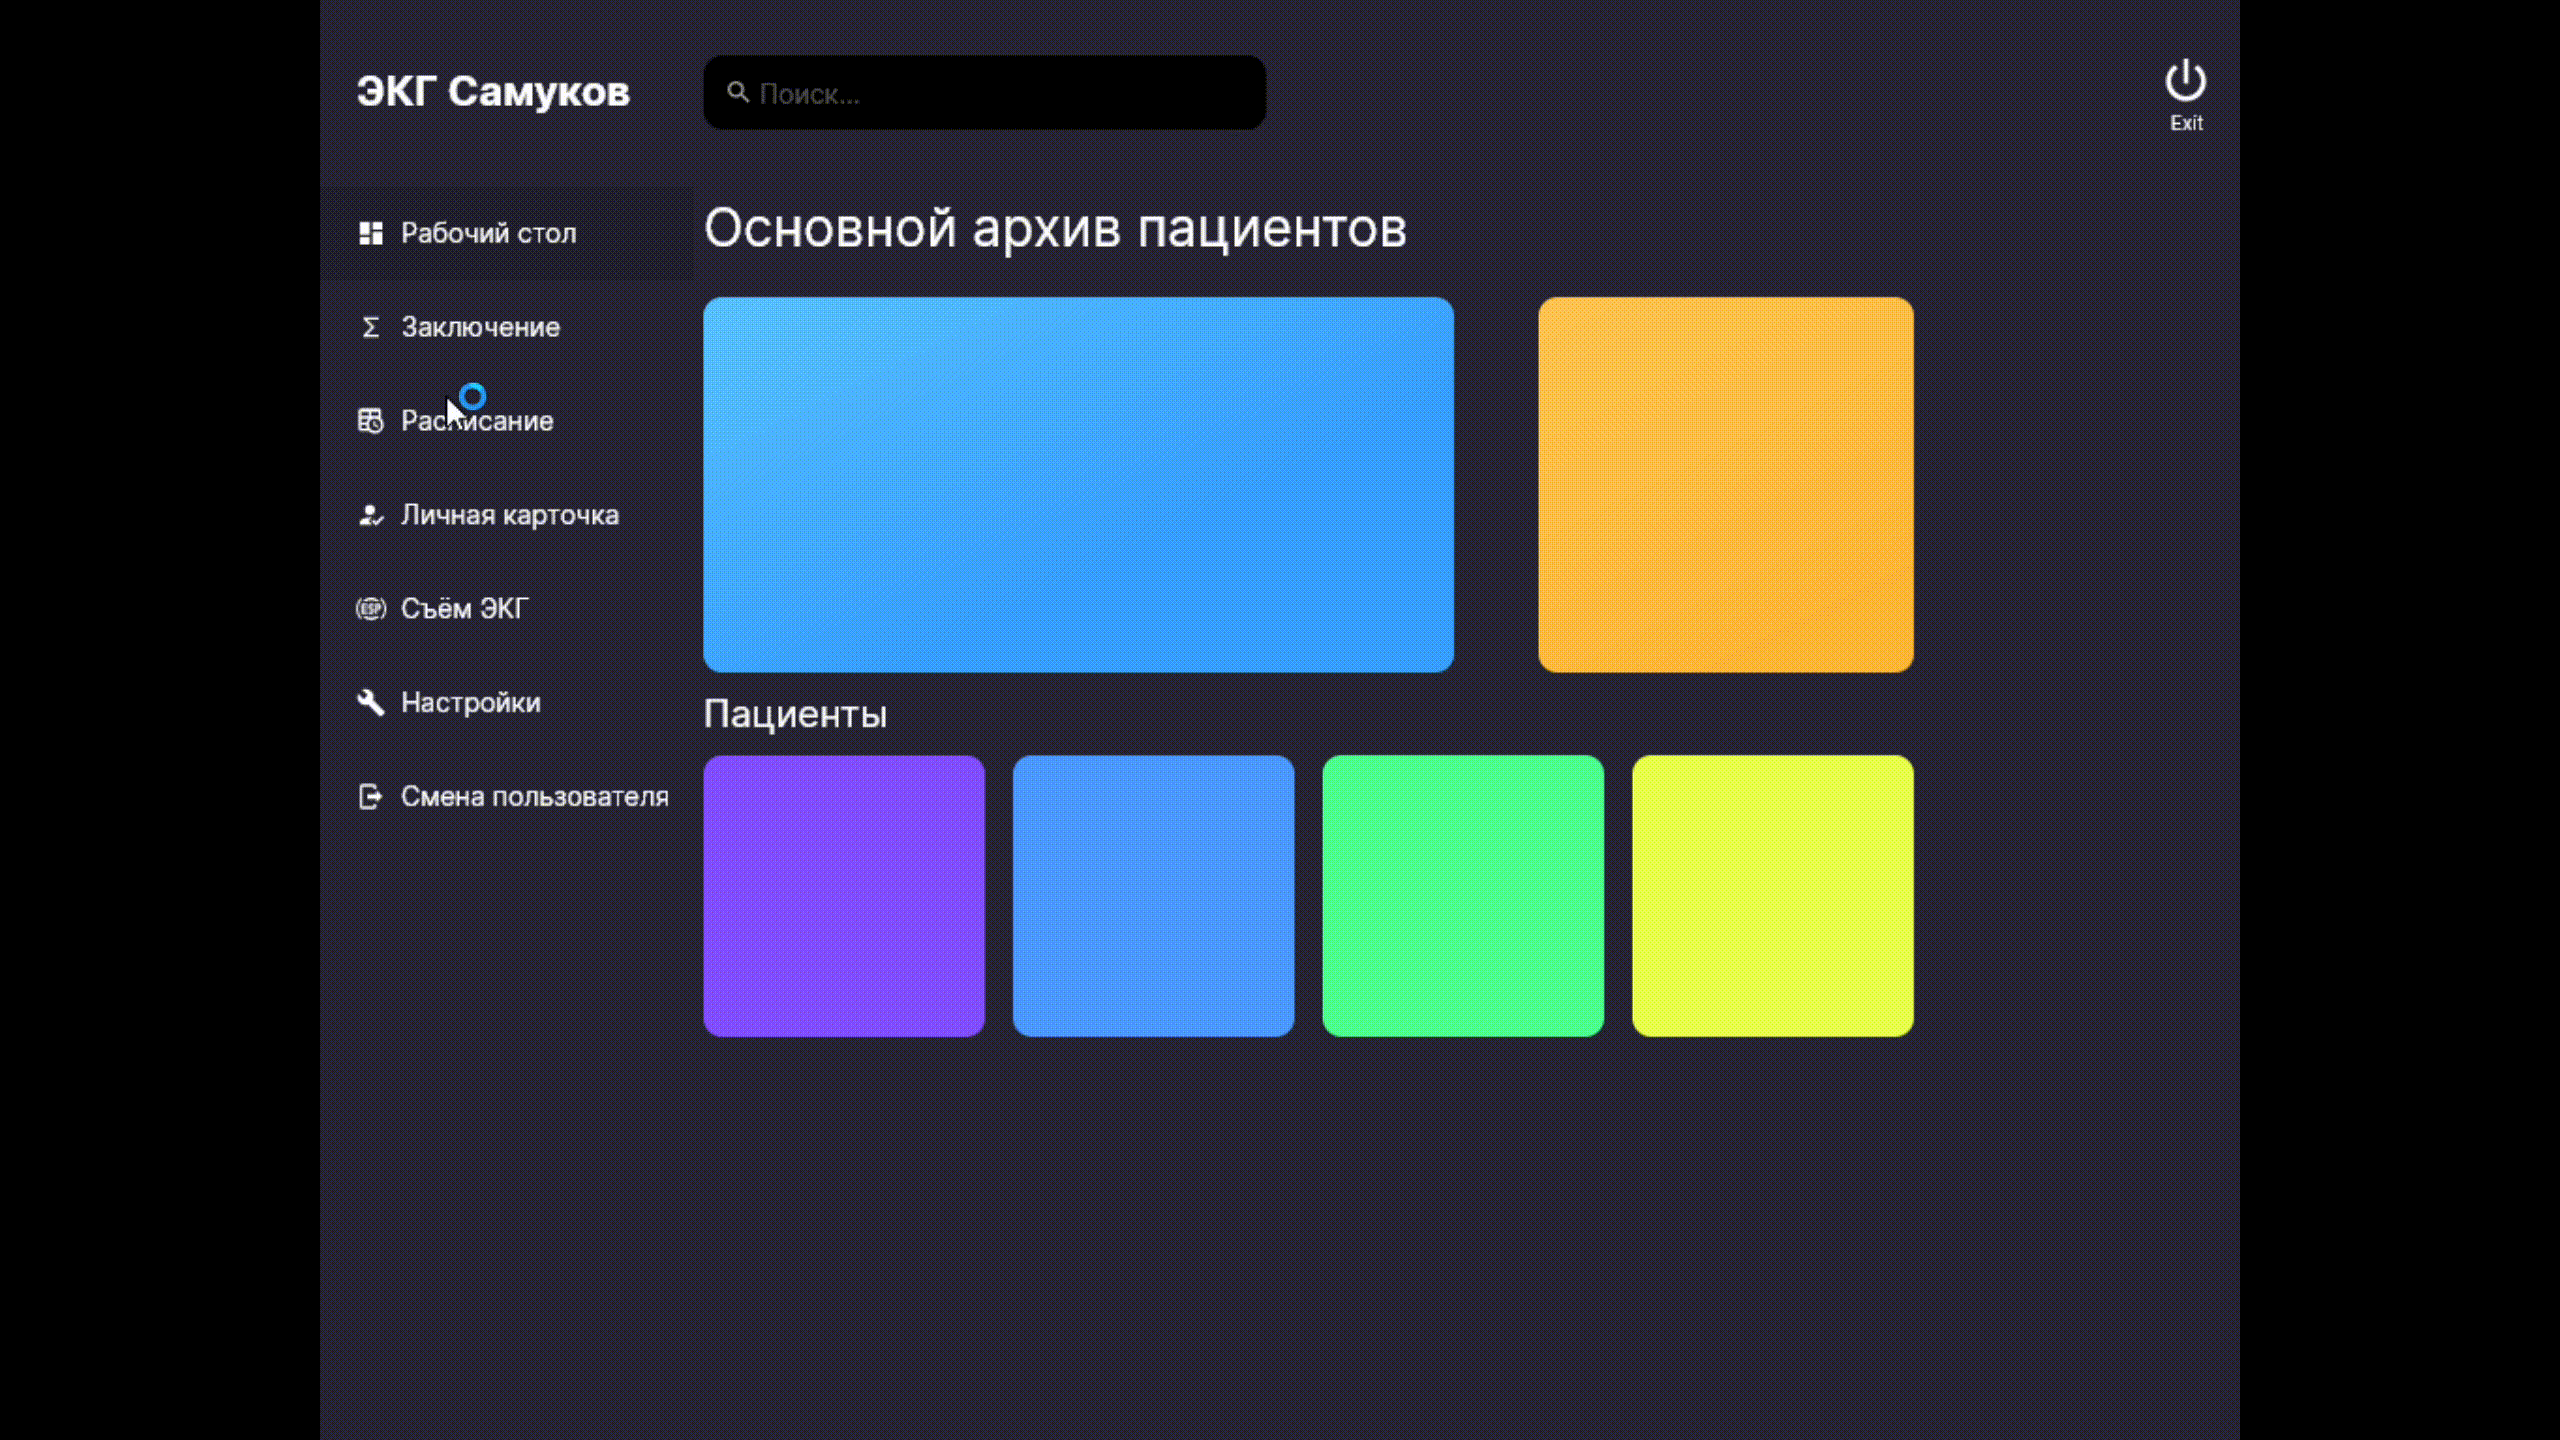 ЭКГ Самуков
Поиск...
Exit
Рабочий стол
Заключение
Расписание
Личная карточка
ESP
Съём ЭКГ
Настройки
Смена пользователя
Основной архив пациентов
Пациенты